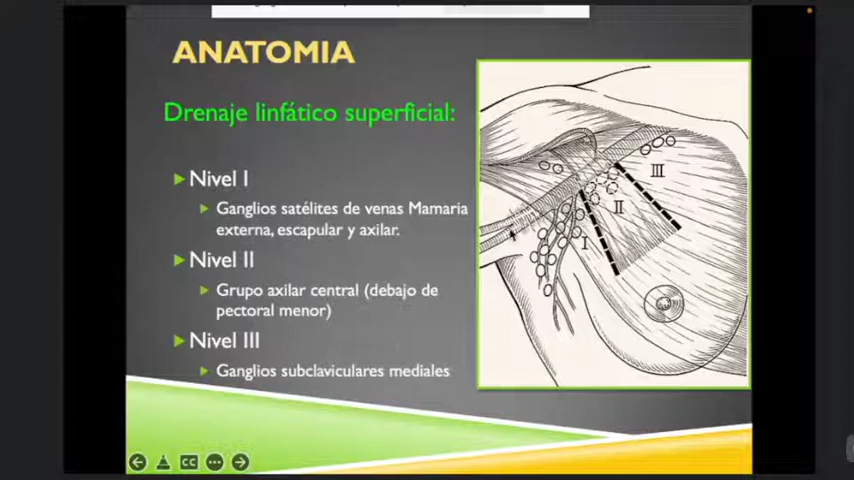 ANATOMIA
Drenaje linfático superficial:
Nivel I
Ganglios satélites de venas Mamaria
externa, escapular y axilar.
Nivel II
Grupo axilar central (debajo de
pectoral menor)
Nivel III
Ganglios subclaviculares mediales
III
II
I
CC